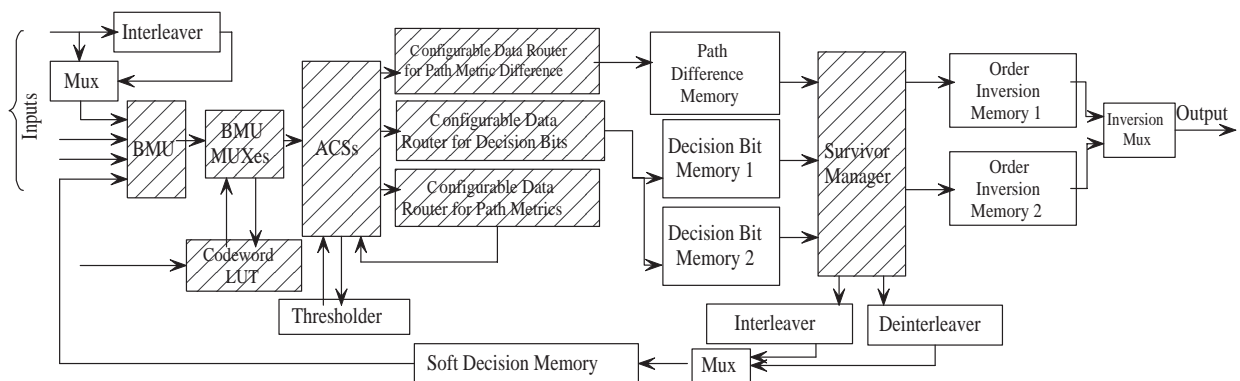 Inputs
Interleaver
Mux
BMU
BMU
MUXes
Codeword
LUT
ACSs
Thresholder
Configurable Data Router
for Path Metric Difference
Configurable Data
Router for Decision Bits
Configurable Data
Router for Path Metrics
Path
Difference
Memory
Decision Bit
Memory 1
Decision Bit
Memory 2
Survivor
Manager
Order
Inversion
Memory 1
Order
Inversion
Memory 2
Inversion
Mux
Output
Interleaver
Deinterleaver
Mux
Soft Decision Memory